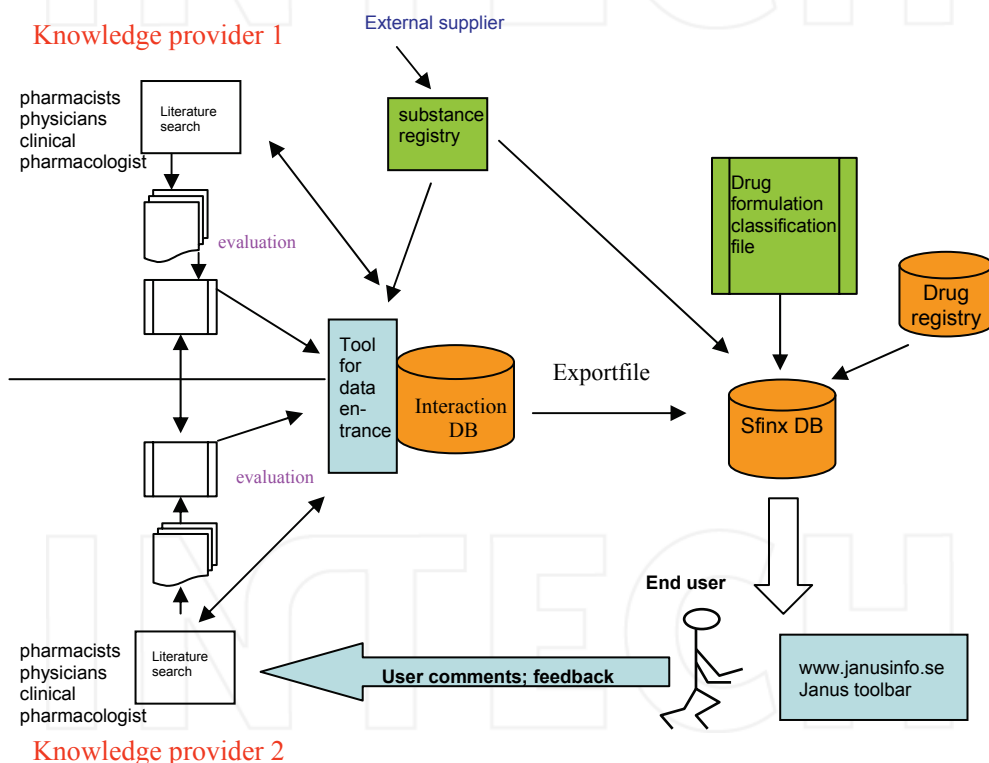 Knowledge provider 1
External supplier
pharmacists
physicians
clinical
pharmacologist
Literature
search
substance
registry
evaluation
Drug
formulation
classification
file
Drug
registry
Tool
for
data
en-
trance
Interaction
DB
Exportfile
Sfinx DB
evaluation
End user
pharmacists
physicians
clinical
pharmacologist
Literature
search
User comments; feedback
www.janusinfo.se
Janus toolbar
Knowledge provider 2
INTECH
INTECH